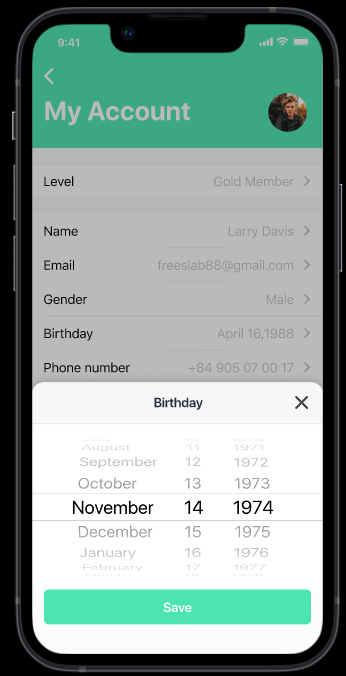 9:41
My Account
Level Gold Member
Name Larry Davis
Email freeslab88@gmail.com
Gender Male
Birthday April 16,1988
Phone number +84 905 07 00 17
Birthday
August 11 1971
September 12 1972
October 13 1973
November 14 1974
December 15 1975
January 16 1976
February 17 1977
Save